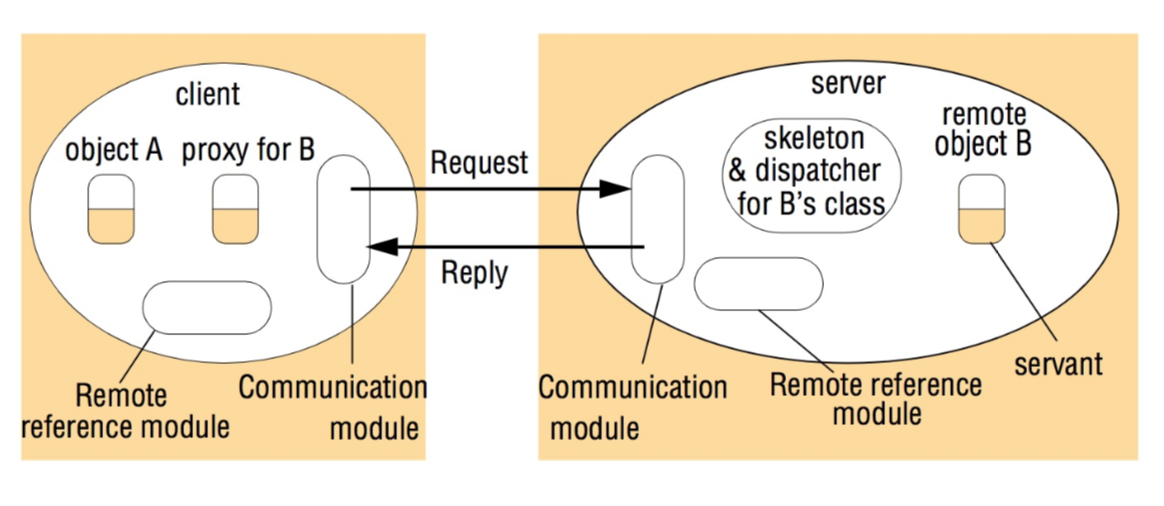 client
object A
proxy for B
Remote
reference module
Communication
module
Request
Reply
server
skeleton
& dispatcher
for B's class
remote
object B
servant
Communication
module
Remote reference
module